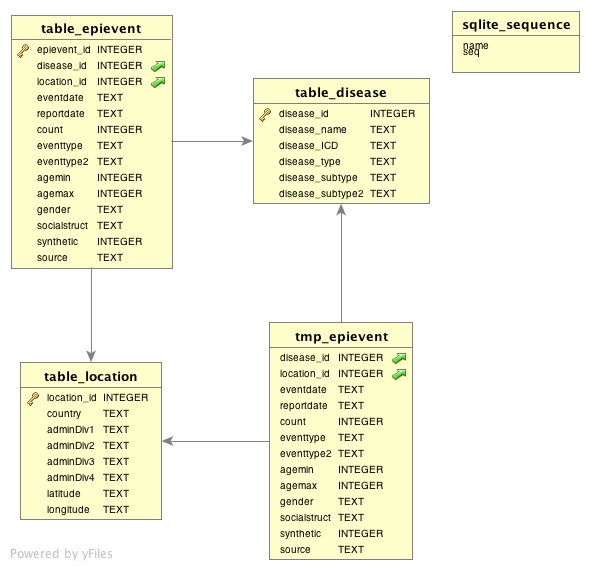 table_epievent
epievent_id INTEGER
disease_id INTEGER
location_id INTEGER
eventdate TEXT
reportdate TEXT
count INTEGER
eventtype TEXT
eventtype2 TEXT
agemin INTEGER
agemax INTEGER
gender TEXT
socialstruct TEXT
synthetic INTEGER
source TEXT
sqlite_sequence
name
seq
table_disease
disease_id INTEGER
disease_name TEXT
disease_ICD TEXT
disease_type TEXT
disease_subtype TEXT
disease_subtype2 TEXT
table_location
location_id INTEGER
country TEXT
adminDiv1 TEXT
adminDiv2 TEXT
adminDiv3 TEXT
adminDiv4 TEXT
latitude TEXT
longitude TEXT
tmp_epievent
disease_id INTEGER
location_id INTEGER
eventdate TEXT
reportdate TEXT
count INTEGER
eventtype TEXT
eventtype2 TEXT
agemin INTEGER
agemax INTEGER
gender TEXT
socialstruct TEXT
synthetic INTEGER
source TEXT
Powered by yFiles